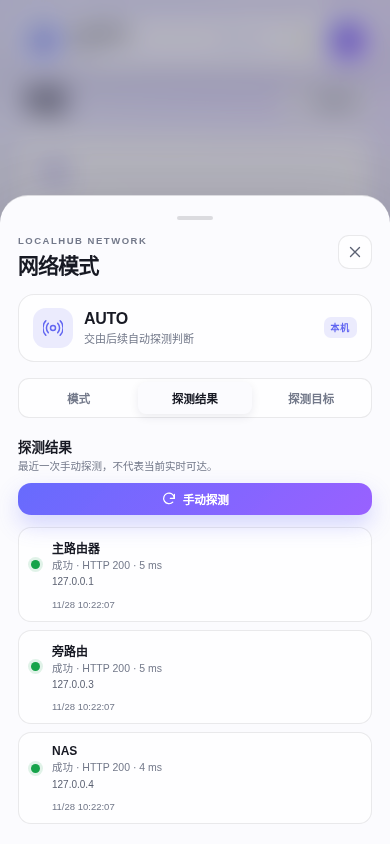 LOCALHUB NETWORK
网络模式
AUTO
交由后续自动探测判断
本机
模式
探测结果
探测目标
探测结果
最近一次手动探测，不代表当前实时可达。
手动探测
主路由器
成功 · HTTP 200 · 5 ms
127.0.0.1
11/28 10:22:07
旁路由
成功 · HTTP 200 · 5 ms
127.0.0.3
11/28 10:22:07
NAS
成功 · HTTP 200 · 4 ms
127.0.0.4
11/28 10:22:07